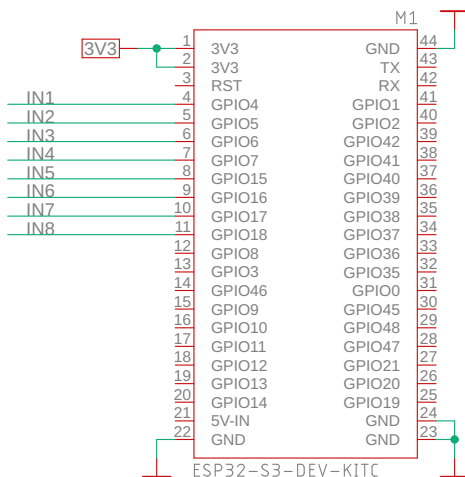 M1
3V3
1 3V3 GND 44
2 3V3 TX 43
3 RST RX 42
IN1 4 GPIO4 GPIO1 41
IN2 5 GPIO5 GPIO2 40
IN3 6 GPIO6 GPIO42 39
IN4 7 GPIO7 GPIO41 38
IN5 8 GPIO15 GPIO40 37
IN6 9 GPIO16 GPIO39 36
IN7 10 GPIO17 GPIO38 35
IN8 11 GPIO18 GPIO37 34
12 GPIO8 GPIO36 33
13 GPIO3 GPIO35 32
14 GPIO46 GPIO0 31
15 GPIO9 GPIO45 30
16 GPIO10 GPIO48 29
17 GPIO11 GPIO47 28
18 GPIO12 GPIO21 27
19 GPIO13 GPIO20 26
20 GPIO14 GPIO19 25
21 5V-IN GND 24
22 GND GND 23
ESP32-S3-DEV-KITC